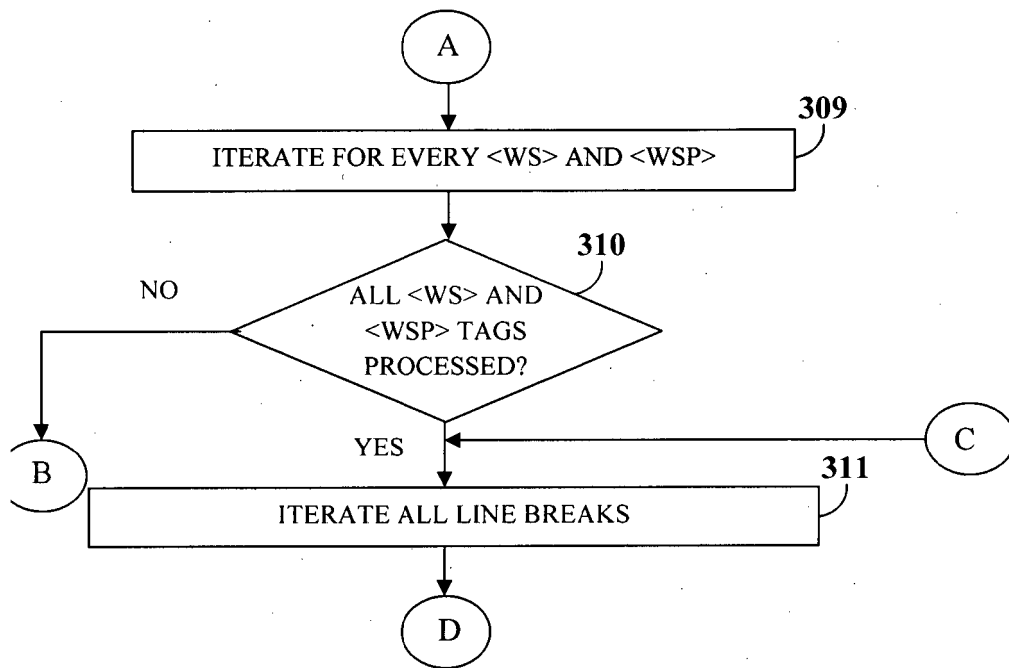 A
309
ITERATE FOR EVERY <WS> AND <WSP>
310
NO
ALL <WS> AND
<WSP> TAGS
PROCESSED?
YES
C
B
311
ITERATE ALL LINE BREAKS
D